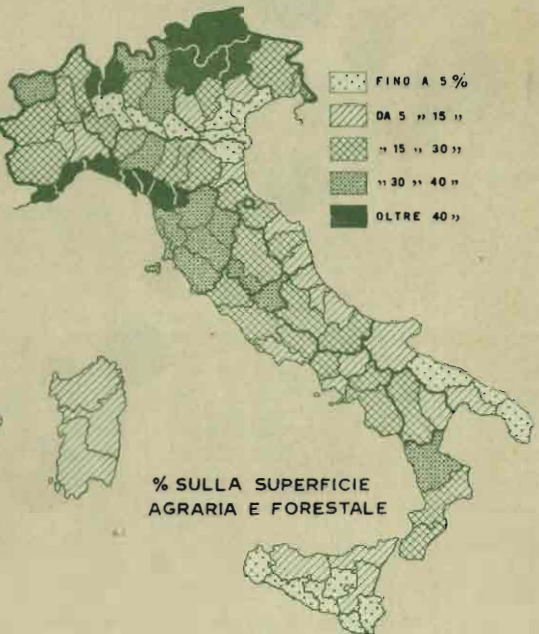 FINO A 5%
DA 5 ,, 15 ,,
,, 15 ,, 30 ,,
,, 30 ,, 40 ,,
OLTRE 40 ,,
% SULLA SUPERFICIE
AGRARIA E FORESTALE